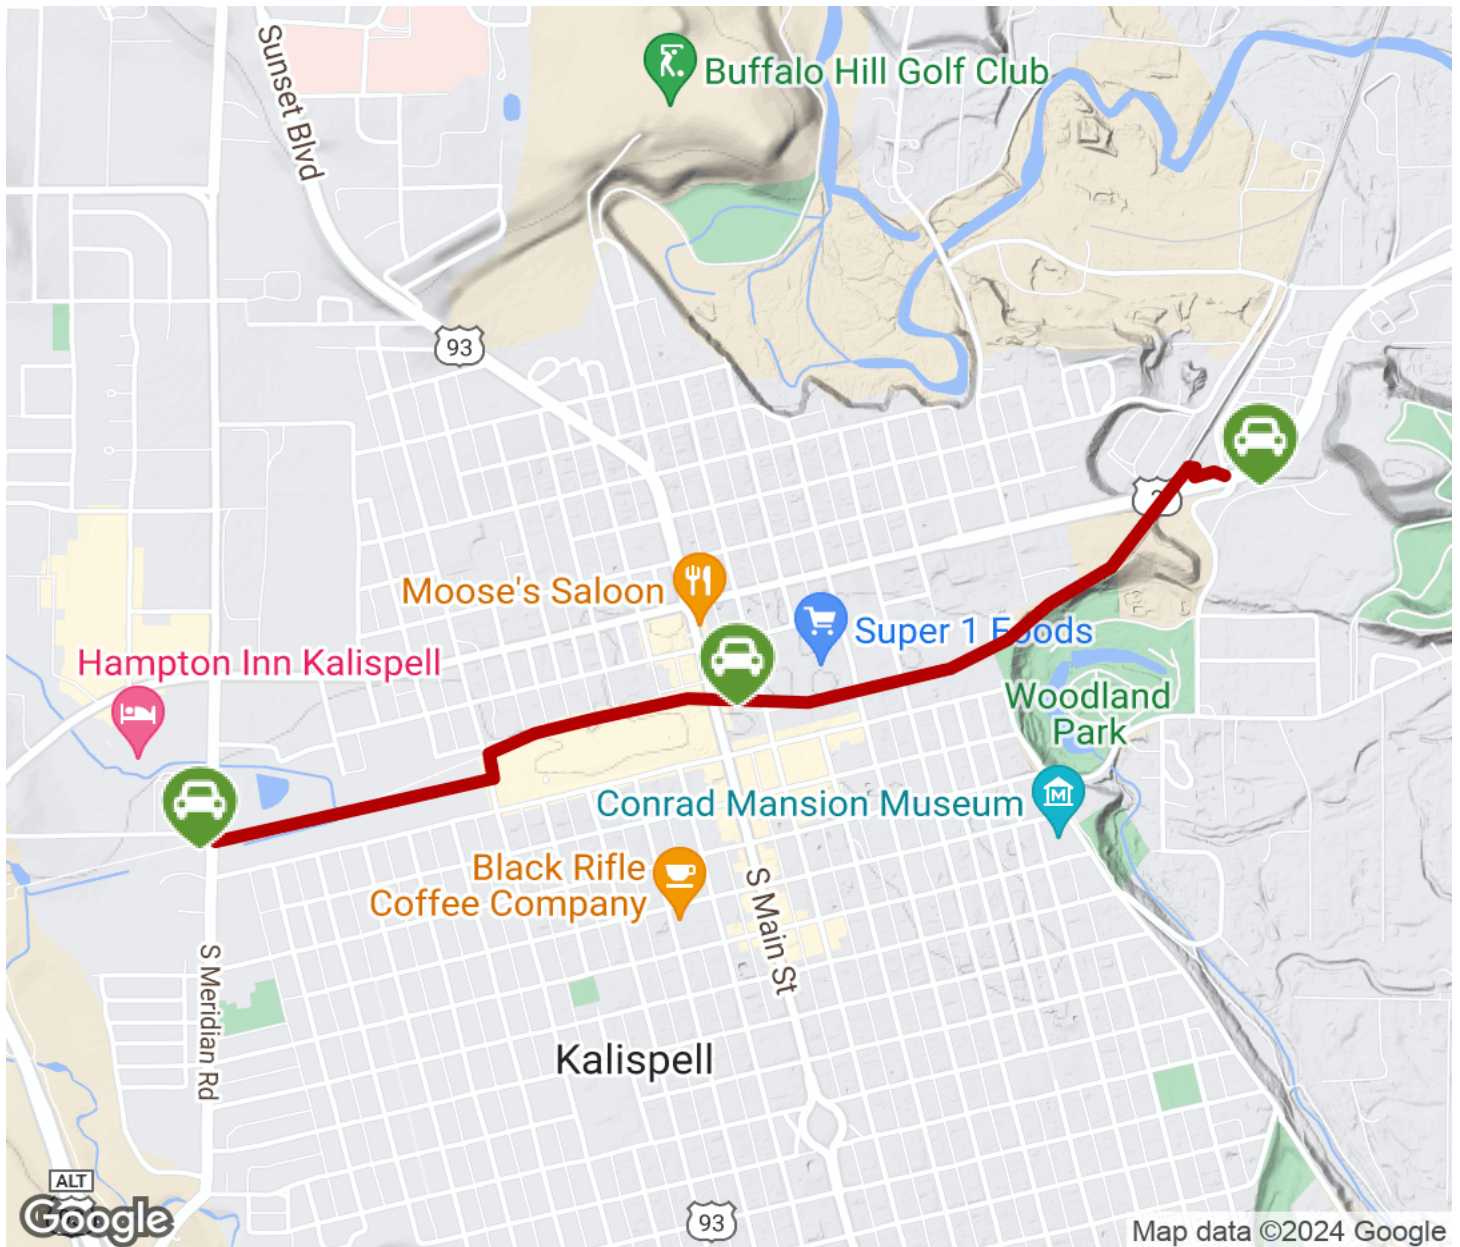 Sunset Blvd
Buffalo Hill Golf Club
93
2
Moose's Saloon
Super 1 Foods
Hampton Inn Kalispell
Woodland
Park
Conrad Mansion Museum
M
Black Rifle
Coffee Company
S Main St
S Meridian Rd
Kalispell
ALT
Google
93
Map data ©2024 Google